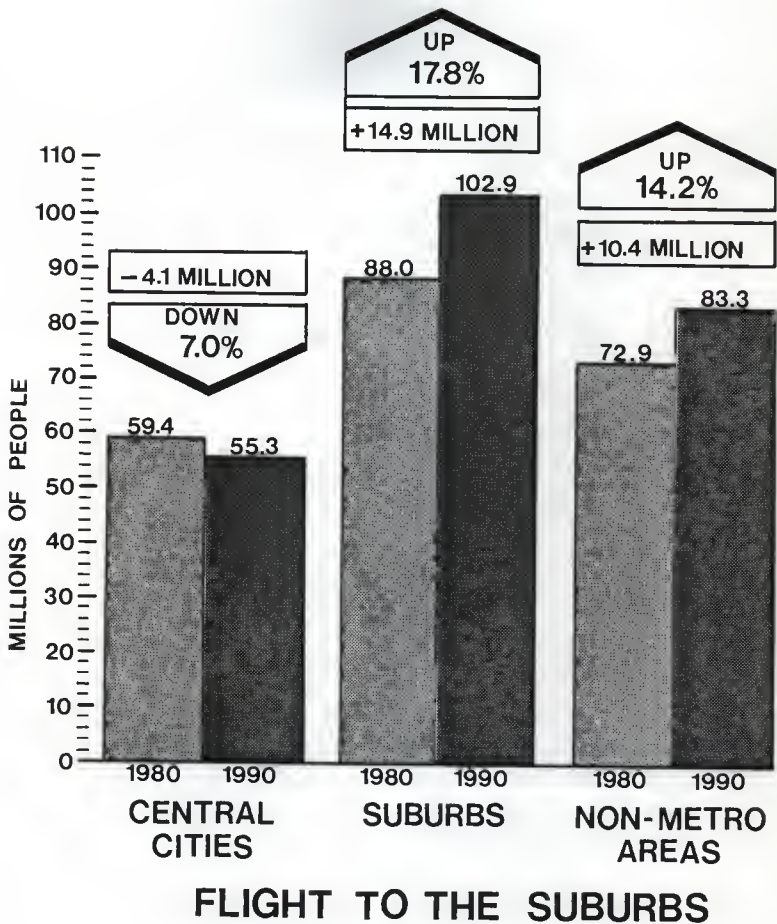 UP
17.8%
+14.9 MILLION
UP
14.2%
+10.4 MILLION
– 4.1 MILLION
DOWN
7.0%
MILLIONS OF PEOPLE
110
100
90
80
70
60
50
40
30
20
10
0
59.4
55.3
88.0
102.9
72.9
83.3
1980 1990
CENTRAL
CITIES
1980 1990
SUBURBS
1980 1990
NON-METRO
AREAS
FLIGHT TO THE SUBURBS